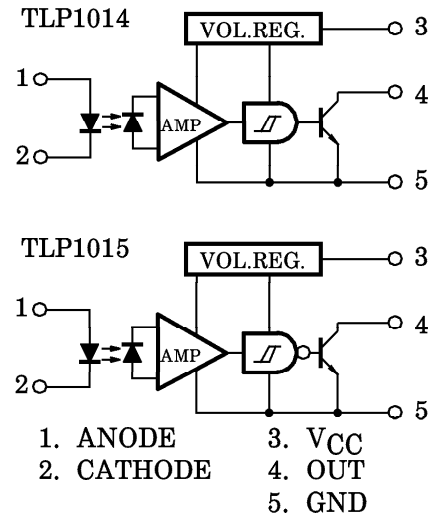 TLP1014
VOL.REG.
3
1
4
AMP
2
5
TLP1015
VOL.REG.
3
1
4
AMP
2
5
1. ANODE
2. CATHODE
3. VCC
4. OUT
5. GND